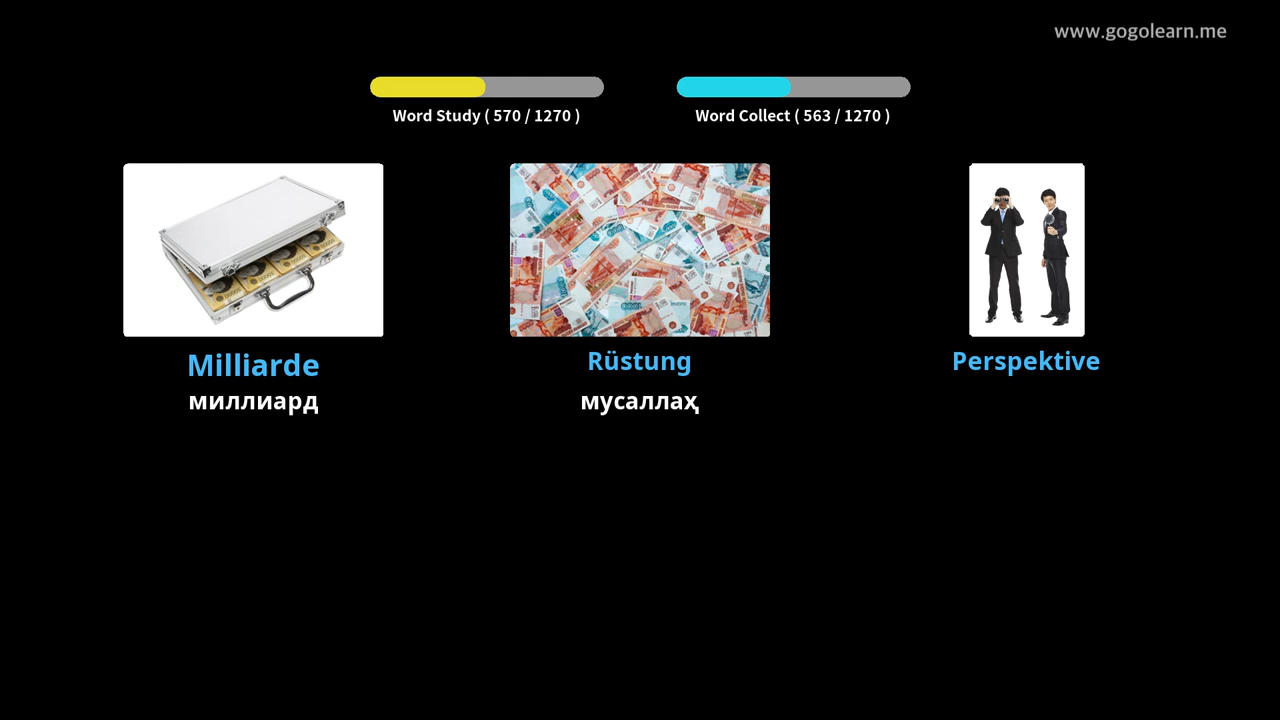 www.gogolearn.me
Word Study ( 570 / 1270 )
Word Collect ( 563 / 1270 )
Milliarde
Rüstung
Perspektive
миллиард
мусаллаҳ